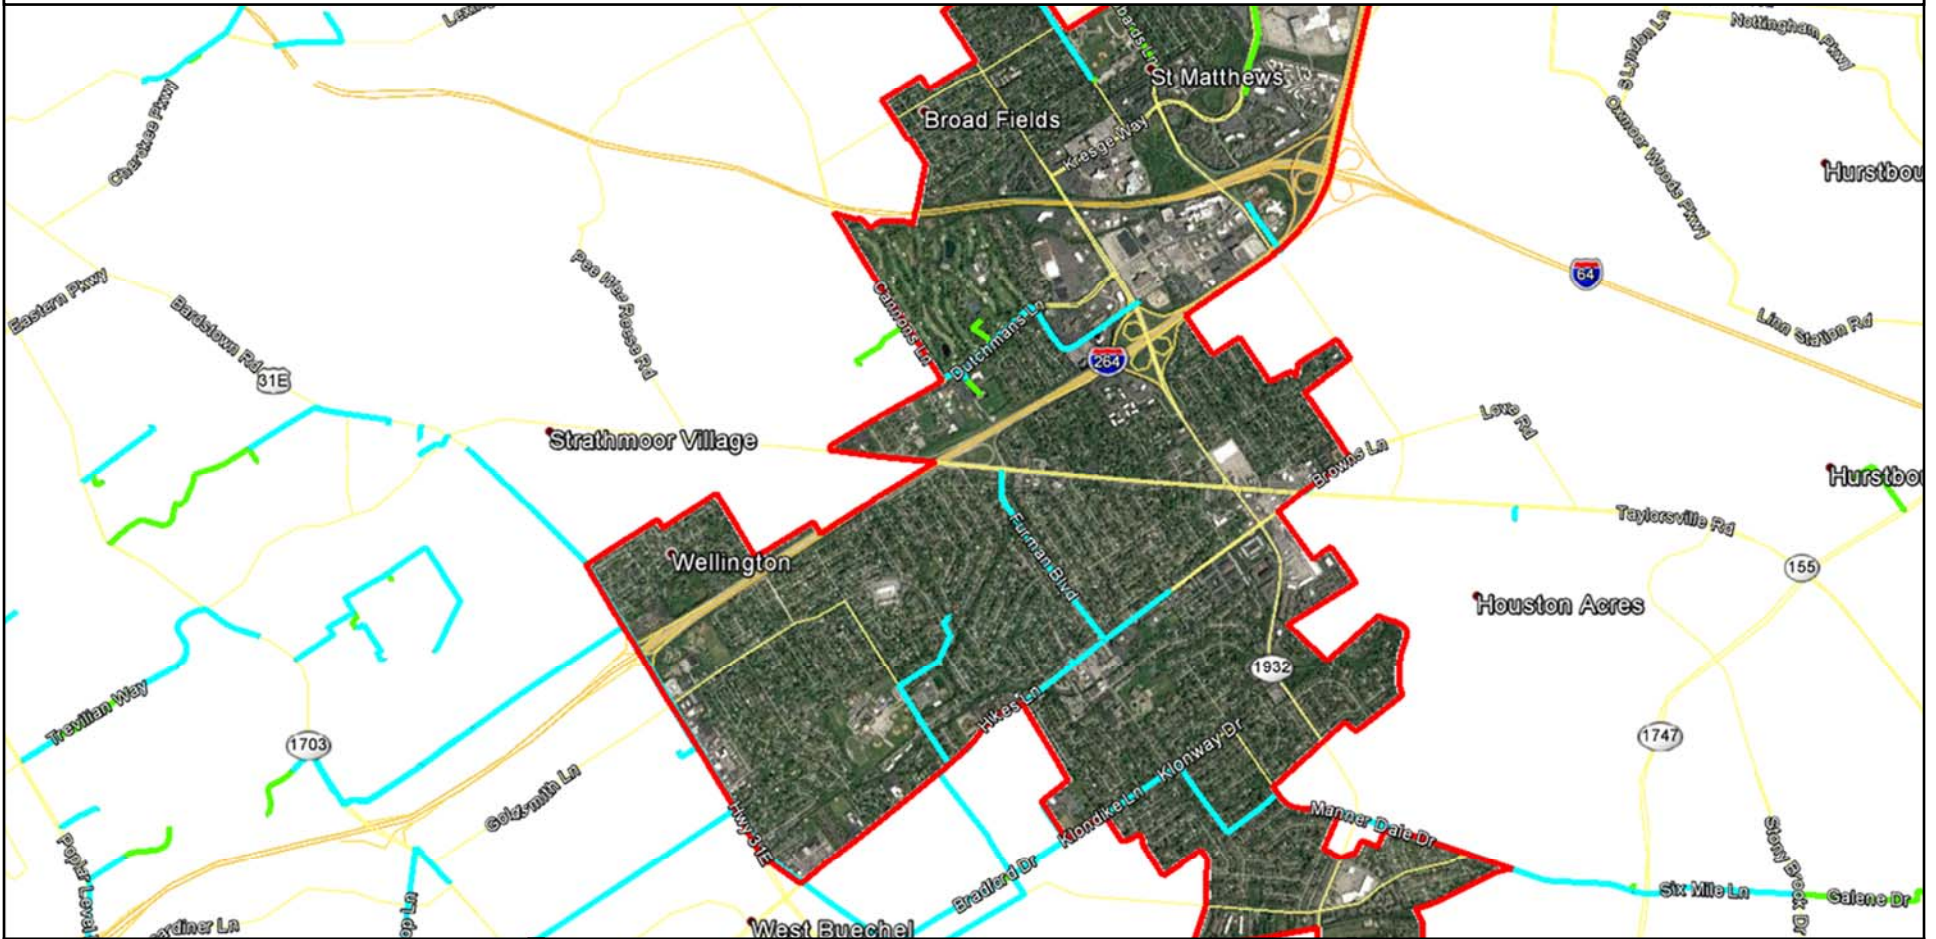 St Matthews
Nottingham Pkwy
S Lyndon Ln
Cherokee Pkwy
Broad Fields
Kresge Way
Oxmoor Woods Pkwy
Eastern Pkwy
Bardstown Rd
Pee Wee Reese Rd
64
Linn Station Rd
Cannons Ln
Dutchmans Ln
264
31E
Strathmoor Village
Love Rd
Browns Ln
Taylorsville Rd
Furman Blvd
Wellington
155
Houston Acres
1932
Trevilian Way
Hikes Ln
1703
1747
Klonway Dr
Goldsmith Ln
Hwy 31E
Klondike Ln
Manner Dale Dr
Poplar Level
Bradford Dr
Stony Brook Dr
Six Mile Ln
Galene Dr
West Buechel